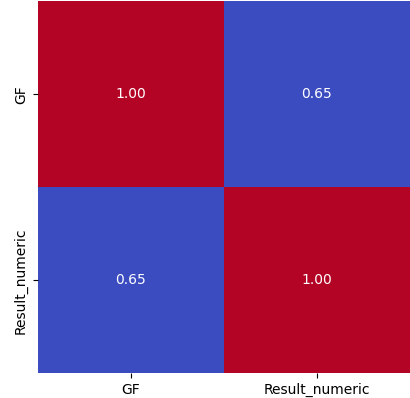 GF
1.00 0.65
Result_numeric
0.65 1.00
GF Result_numeric